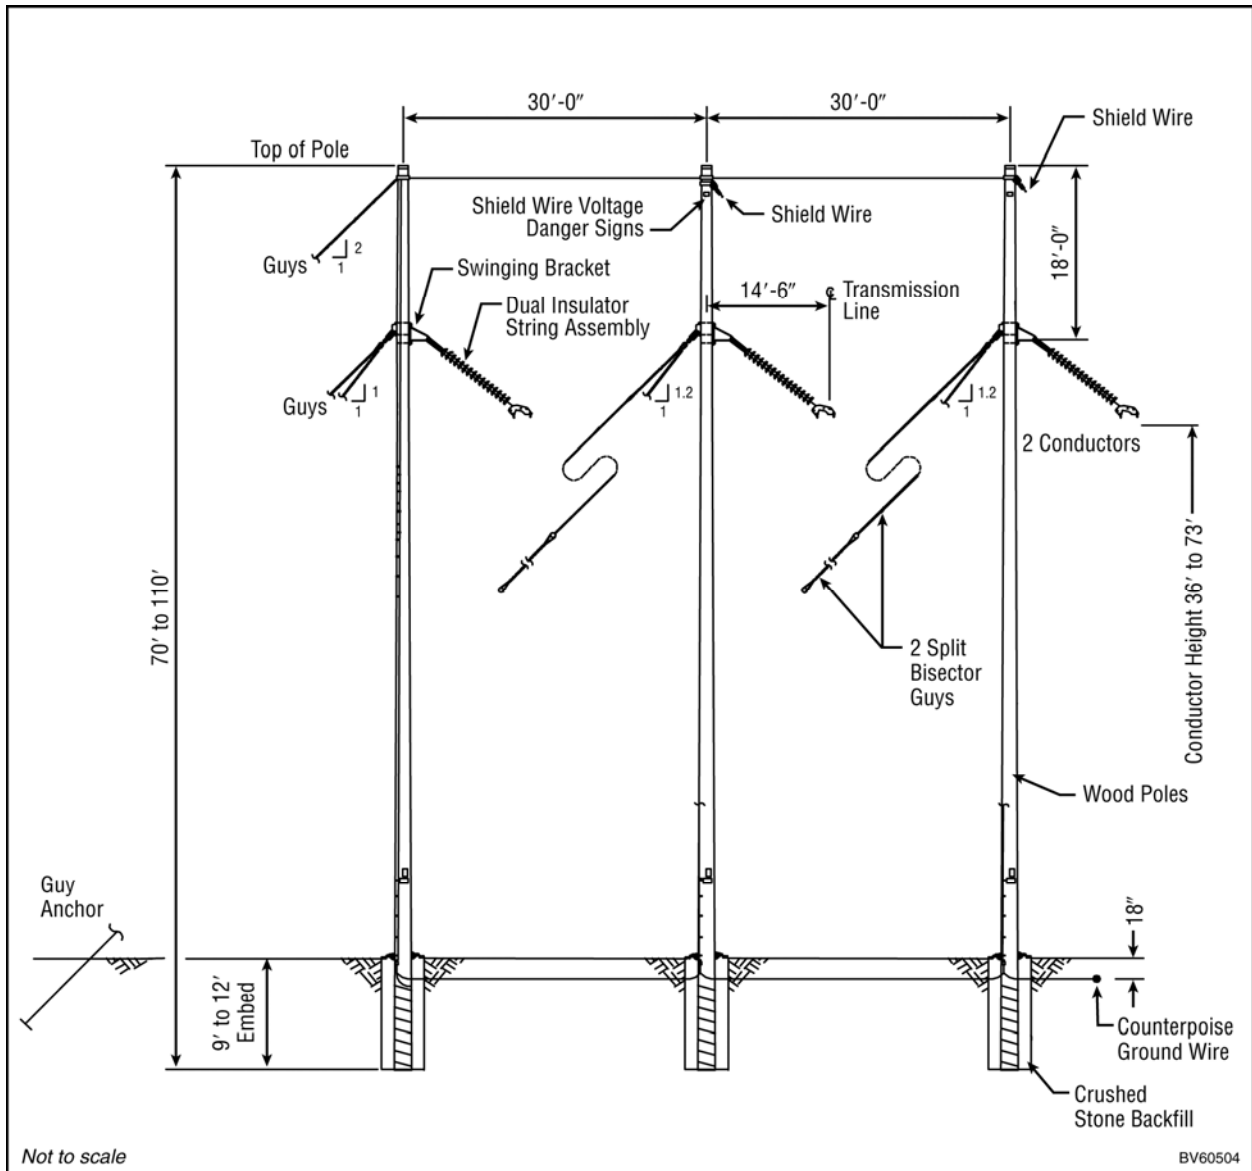 30′-0″
30′-0″
Shield Wire
Top of Pole
Shield Wire Voltage
Danger Signs
Shield Wire
2
1
Guys
18′-0″
Swinging Bracket
14′-6″
℄ Transmission
Line
Dual Insulator
String Assembly
1
1
Guys
1.2
1
1.2
1
2 Conductors
Conductor Height 36′ to 73′
70′ to 110′
2 Split
Bisector
Guys
Wood Poles
Guy
Anchor
18″
9′ to 12′
Embed
Counterpoise
Ground Wire
Crushed
Stone Backfill
Not to scale
BV60504